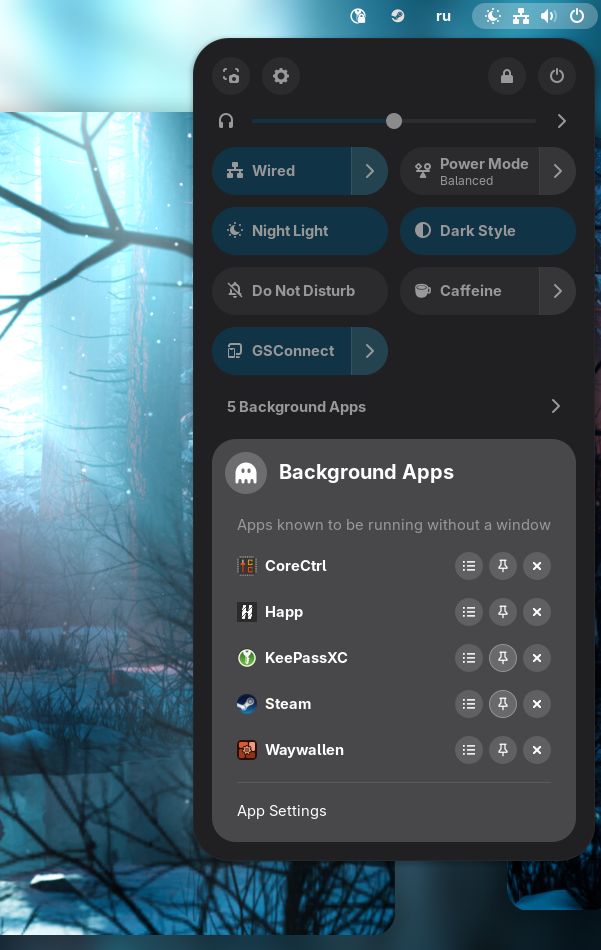 ru
Wired
Power Mode
Balanced
Night Light
Dark Style
Do Not Disturb
Caffeine
GSConnect
5 Background Apps
Background Apps
Apps known to be running without a window
CoreCtrl
Happ
KeePassXC
Steam
Waywallen
App Settings